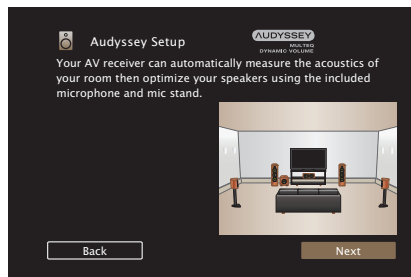 Audyssey Setup
AUDYSSEY
MULTEQ
DYNAMIC VOLUME
Your AV receiver can automatically measure the acoustics of
your room then optimize your speakers using the included
microphone and mic stand.
Back
Next